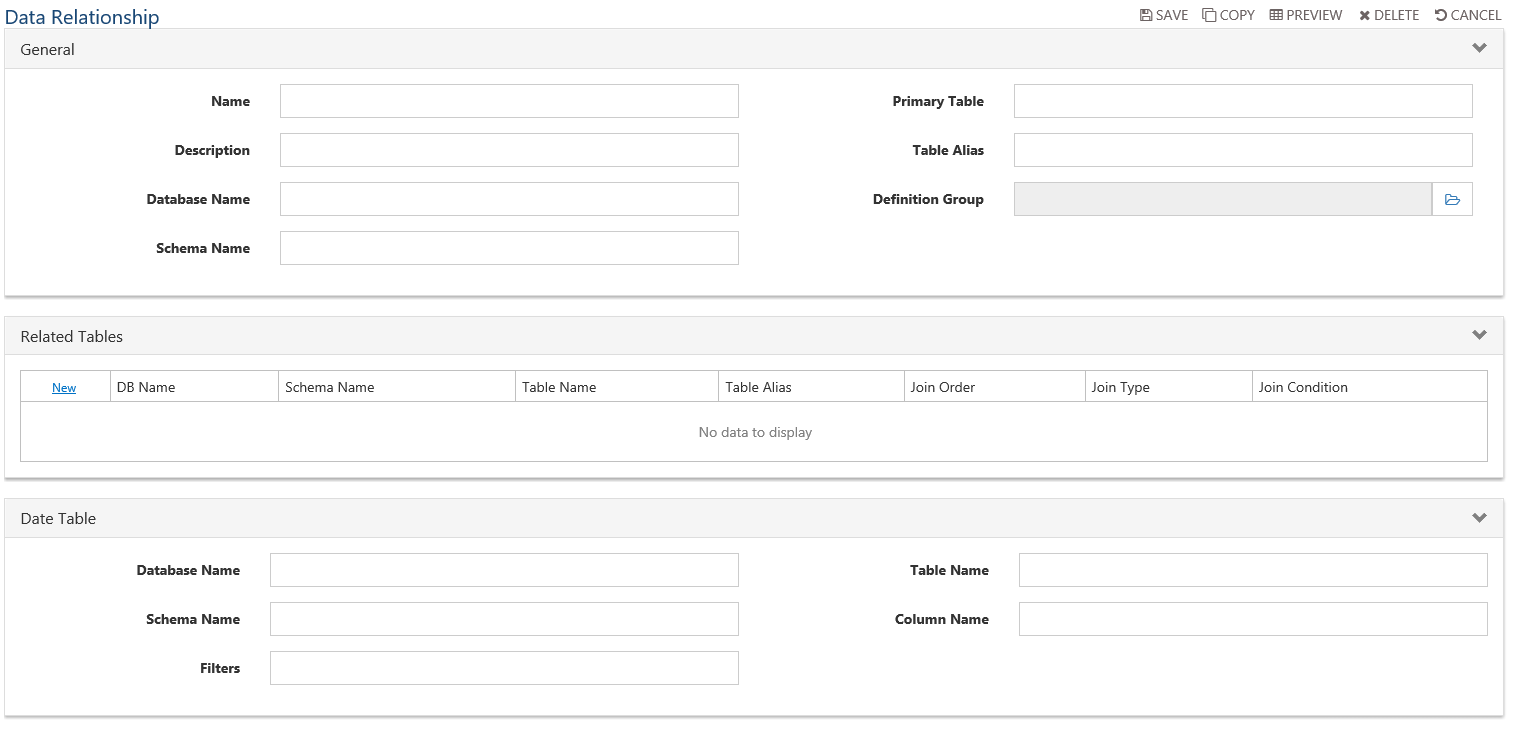 Data Relationship
SAVE COPY PREVIEW DELETE CANCEL
General
Name
Primary Table
Description
Table Alias
Database Name
Definition Group
Schema Name
Related Tables
New DB Name Schema Name Table Name Table Alias Join Order Join Type Join Condition
No data to display
Date Table
Database Name
Table Name
Schema Name
Column Name
Filters